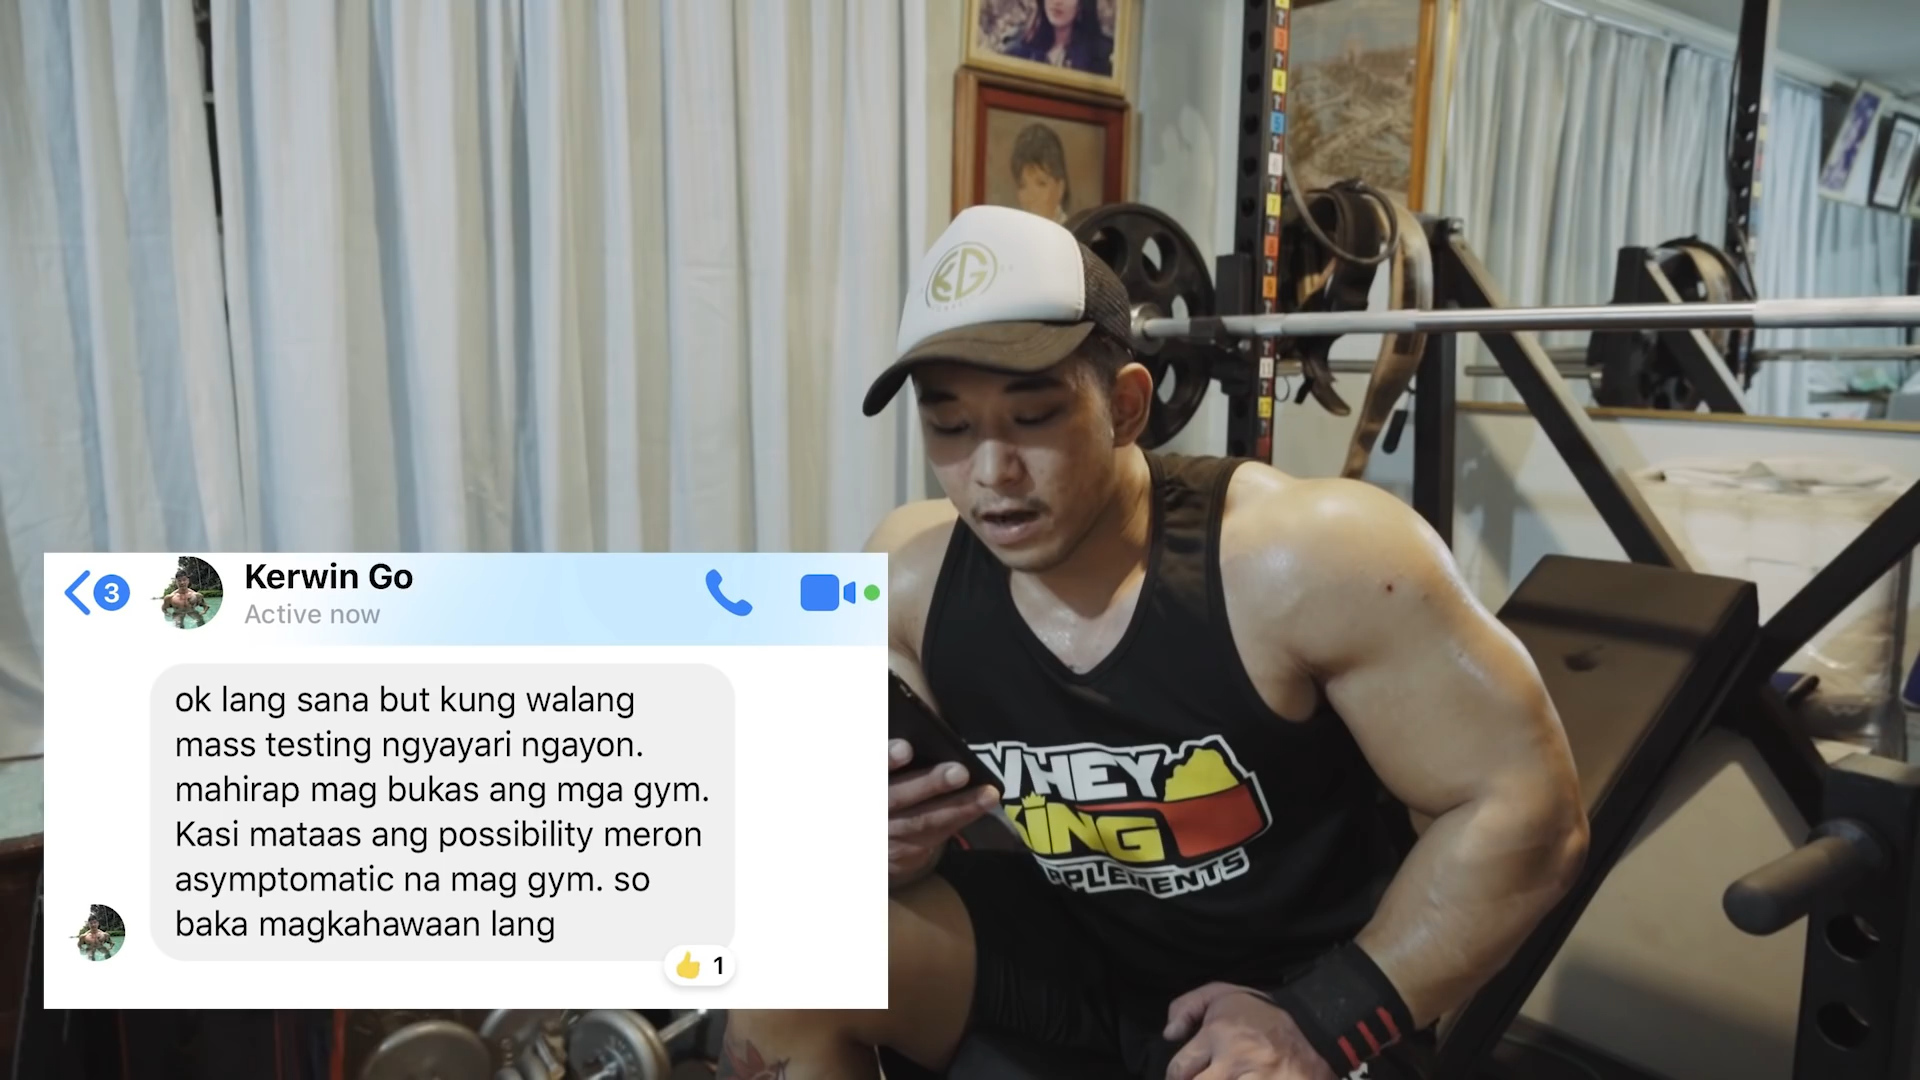 KG
3
Kerwin Go
Active now
ok lang sana but kung walang
mass testing ngyayari ngayon.
mahirap mag bukas ang mga gym.
Kasi mataas ang possibility meron
asymptomatic na mag gym. so
baka magkahawaan lang
1
WHEY
KING